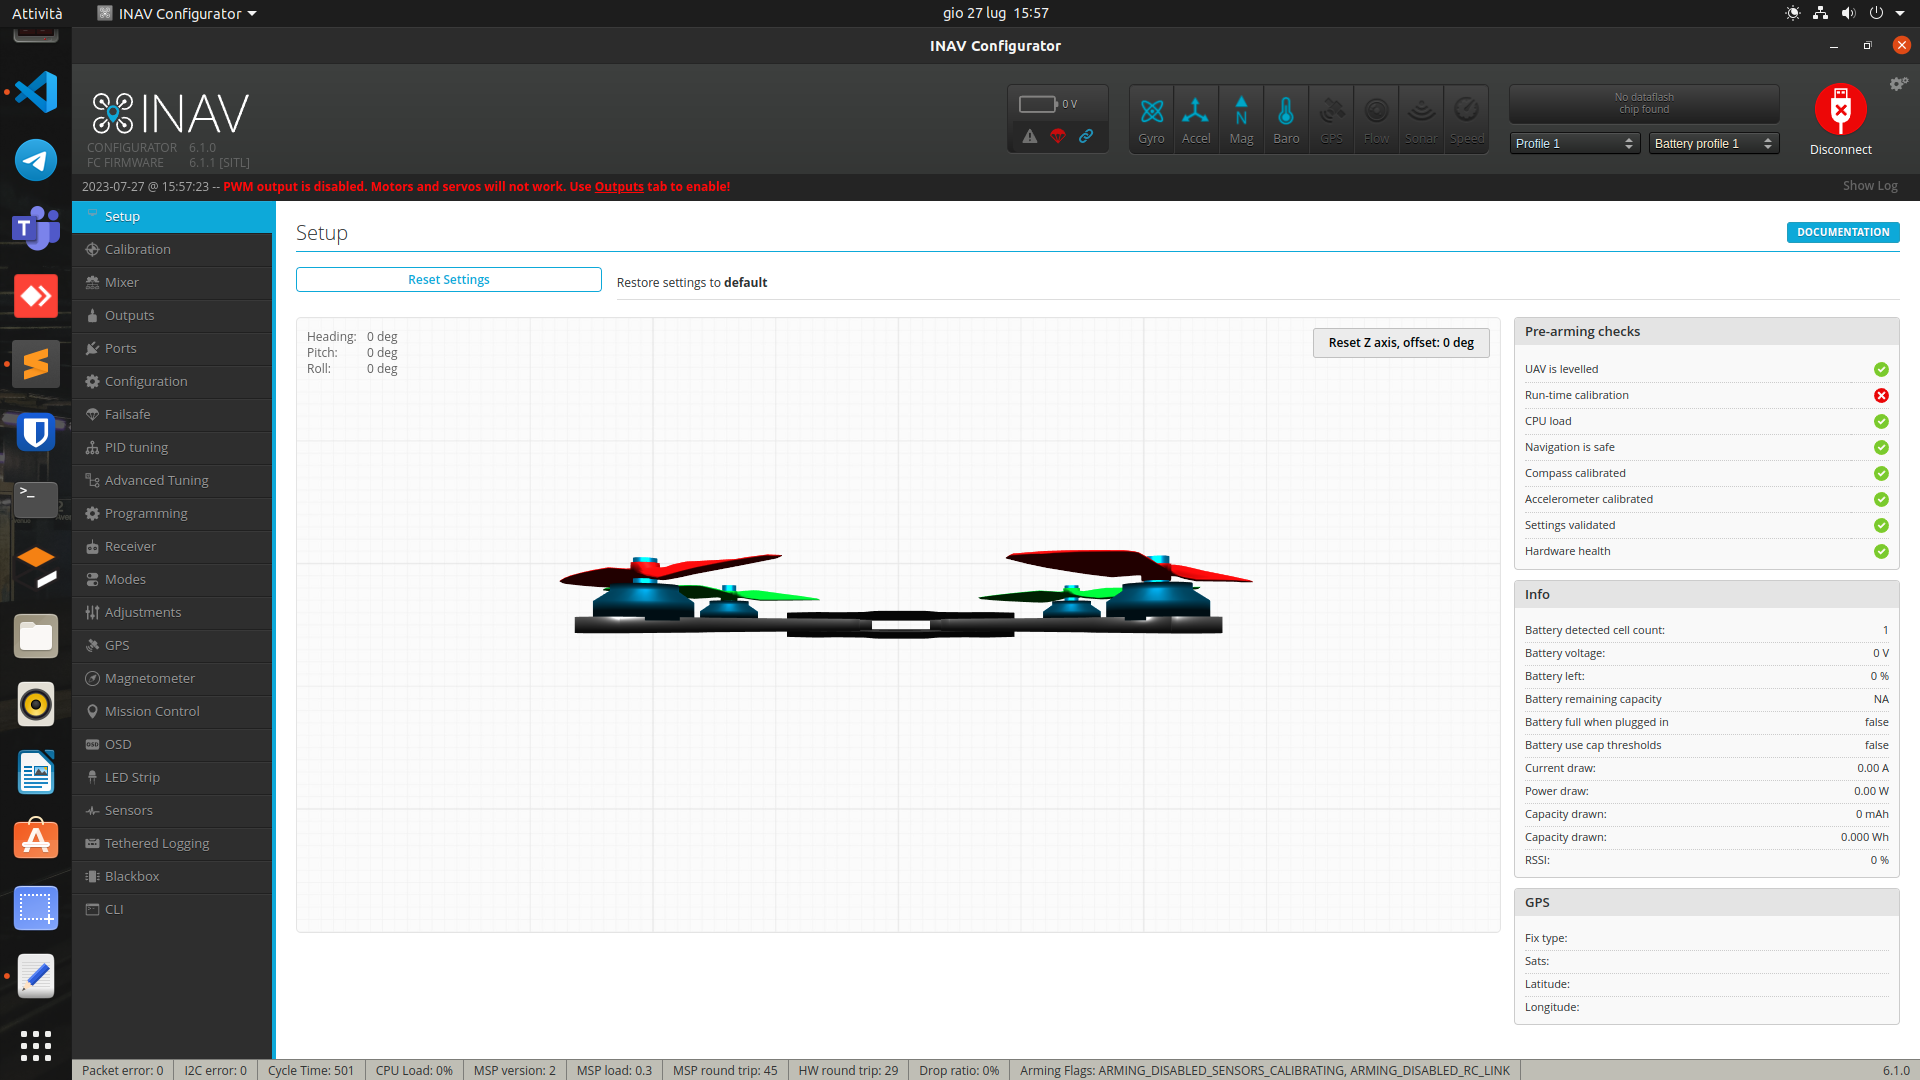 Attività
INAV Configurator
gio 27 lug 15:57
INAV Configurator
INAV
CONFIGURATOR 6.1.0
FC FIRMWARE 6.1.1 [SITL]
0 V
Gyro
Accel
Mag
Baro
GPS
Flow
Sonar
Speed
No dataflash
chip found
Profile 1
Battery profile 1
Disconnect
2023-07-27 @ 15:57:23 -- PWM output is disabled. Motors and servos will not work. Use Outputs tab to enable!
Show Log
Setup
Calibration
Mixer
Outputs
Ports
Configuration
Failsafe
PID tuning
Advanced Tuning
Programming
Receiver
Modes
Adjustments
GPS
Magnetometer
Mission Control
OSD
LED Strip
Sensors
Tethered Logging
Blackbox
CLI
Setup
DOCUMENTATION
Reset Settings
Restore settings to default
Heading: 0 deg
Pitch: 0 deg
Roll: 0 deg
Reset Z axis, offset: 0 deg
Pre-arming checks
UAV is levelled
Run-time calibration
CPU load
Navigation is safe
Compass calibrated
Accelerometer calibrated
Settings validated
Hardware health
Info
Battery detected cell count: 1
Battery voltage: 0 V
Battery left: 0 %
Battery remaining capacity NA
Battery full when plugged in false
Battery use cap thresholds false
Current draw: 0.00 A
Power draw: 0.00 W
Capacity drawn: 0 mAh
Capacity drawn: 0.000 Wh
RSSI: 0 %
GPS
Fix type:
Sats:
Latitude:
Longitude:
Packet error: 0
I2C error: 0
Cycle Time: 501
CPU Load: 0%
MSP version: 2
MSP load: 0.3
MSP round trip: 45
HW round trip: 29
Drop ratio: 0%
Arming Flags: ARMING_DISABLED_SENSORS_CALIBRATING, ARMING_DISABLED_RC_LINK
6.1.0